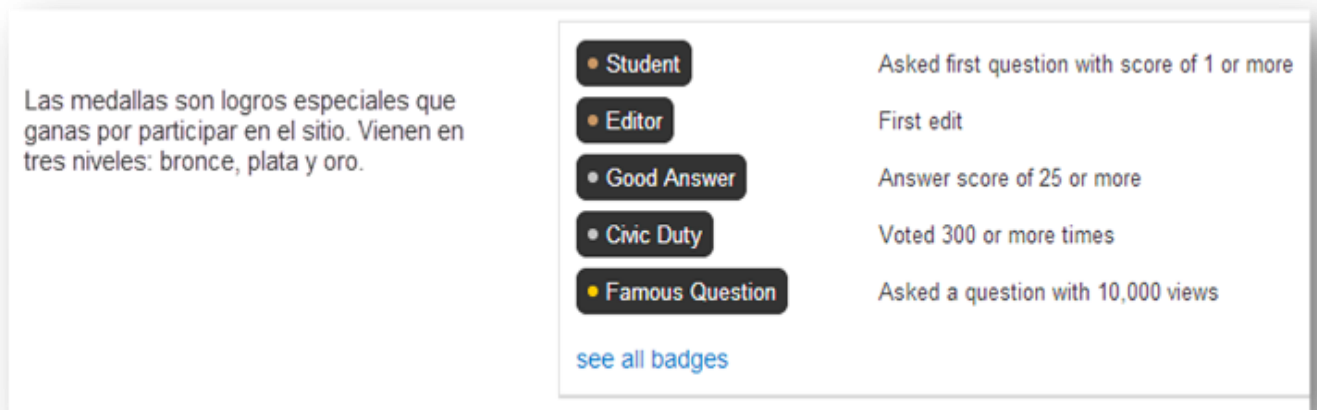 Las medallas son logros especiales que
ganas por participar en el sitio. Vienen en
tres niveles: bronce, plata y oro.
Student Asked first question with score of 1 or more
Editor First edit
Good Answer Answer score of 25 or more
Civic Duty Voted 300 or more times
Famous Question Asked a question with 10,000 views
see all badges